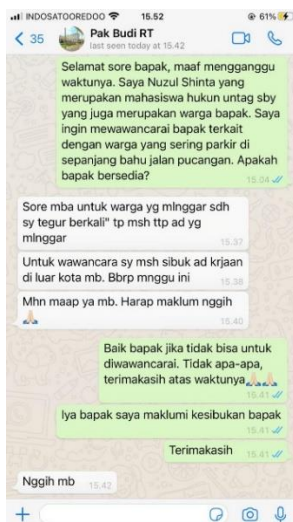 INDOSATOOREDOO 15.52 61%
35 Pak Budi RT
last seen today at 15.42
Selamat sore bapak, maaf mengganggu
waktunya. Saya Nuzul Shinta yang
merupakan mahasiswa hukun untag sby
yang juga merupakan warga bapak. Saya
ingin mewawancarai bapak terkait
dengan warga yang sering parkir di
sepanjang bahu jalan pucangan. Apakah
bapak bersedia?
15.04
Sore mba untuk warga yg mlnggar sdh
sy tegur berkali" tp msh ttp ad yg
mlnggar
15.37
Untuk wawancara sy msh sibuk ad krjaan
di luar kota mb. Bbrp mnggu ini
15.38
Mhn maap ya mb. Harap maklum nggih
🙏🏻
15.40
Baik bapak jika tidak bisa untuk
diwawancarai. Tidak apa-apa,
terimakasih atas waktunya🙏🏻🙏🏻
15.41
Iya bapak saya maklumi kesibukan bapak
15.41
Terimakasih 15.41
Nggih mb 15.42